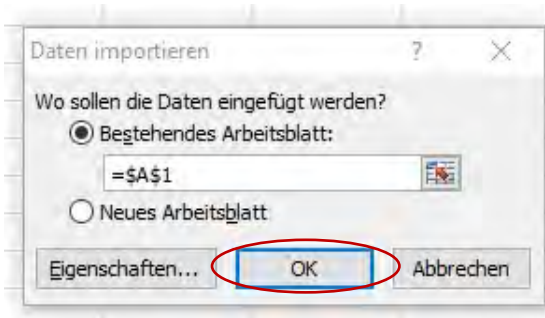 Daten importieren ? ×
Wo sollen die Daten eingefügt werden?
Bestehendes Arbeitsblatt:
=$A$1
Neues Arbeitsblatt
Eigenschaften... OK Abbrechen